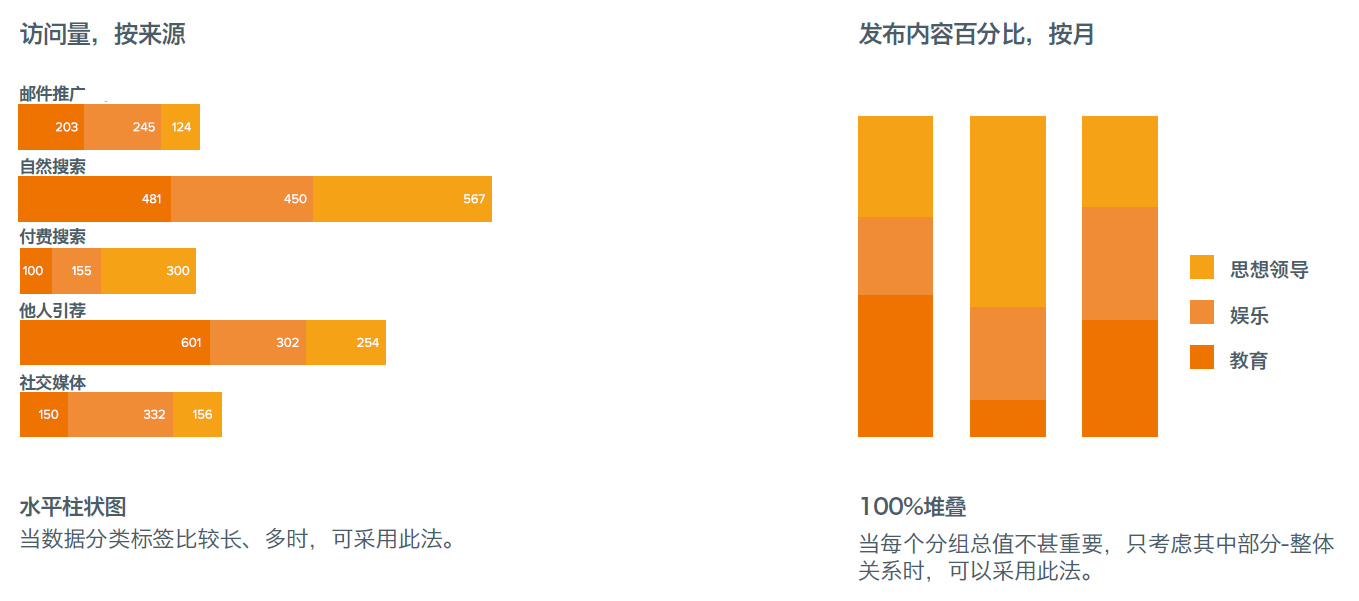 访问量，按来源
邮件推广
203 245 124
自然搜索
481 450 567
付费搜索
100 155 300
他人引荐
601 302 254
社交媒体
150 332 156
水平柱状图
当数据分类标签比较长、多时，可采用此法。
发布内容百分比，按月
思想领导
娱乐
教育
100%堆叠
当每个分组总值不甚重要，只考虑其中部分-整体
关系时，可以采用此法。